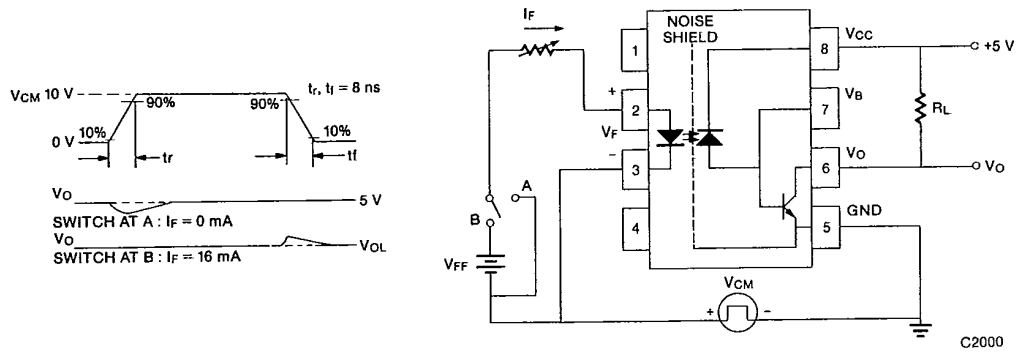 VCM 10 V
90%
90%
tr, tf = 8 ns
10%
10%
0 V
tr
tf
VO
5 V
SWITCH AT A : IF = 0 mA
VO
VOL
SWITCH AT B : IF = 16 mA
IF
NOISE
SHIELD
1
8
VCC
+5 V
+
2
7
VB
RL
VF
−
3
6
VO
VO
A
B
4
5
GND
VFF
VCM
+
−
C2000